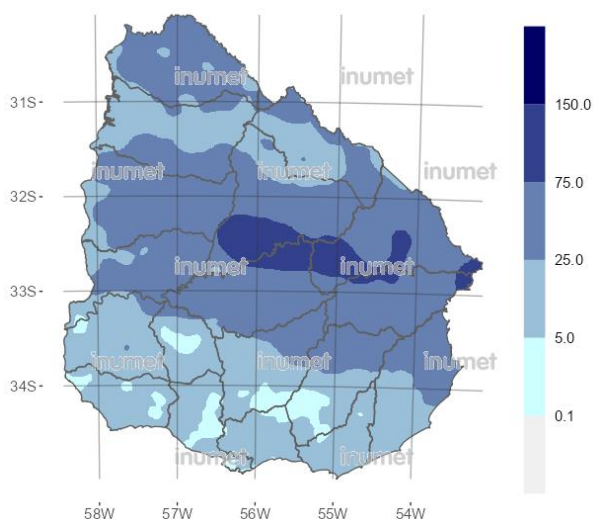 inumet inumet
31S
150.0
inumet inumet inumet
75.0
32S
25.0
inumet inumet inumet
33S
5.0
inumet inumet inumet
34S
0.1
inumet inumet
58W 57W 56W 55W 54W